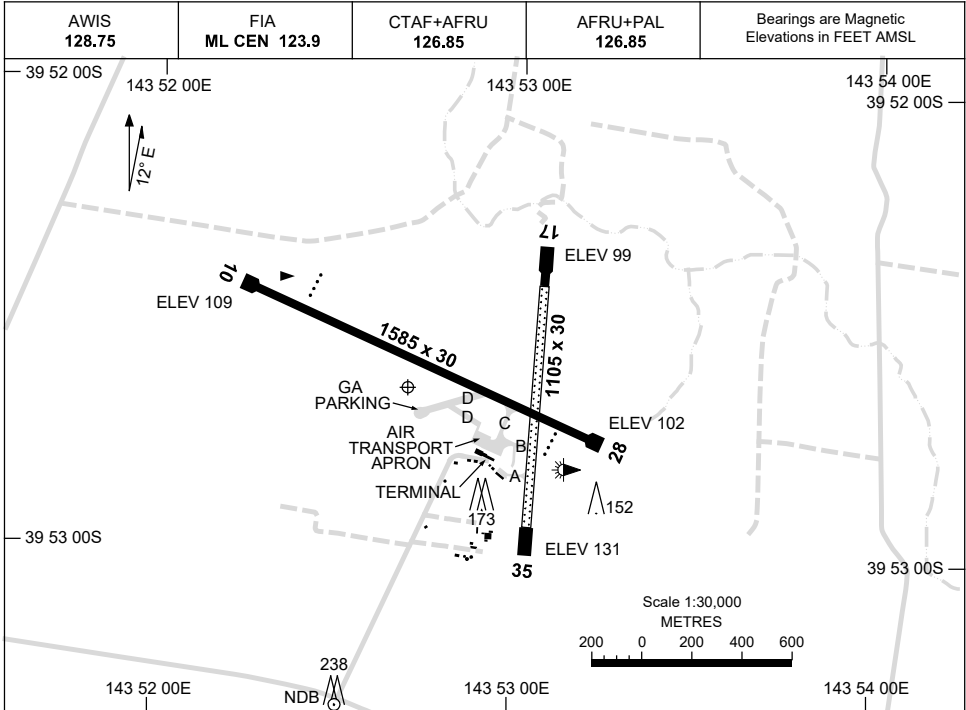 AWIS
128.75
FIA
ML CEN 123.9
CTAF+AFRU
126.85
AFRU+PAL
126.85
Bearings are Magnetic
Elevations in FEET AMSL
39 52 00S
143 52 00E
143 53 00E
143 54 00E
39 52 00S
12° E
17
ELEV 99
10
ELEV 109
1585 x 30
1105 x 30
GA
PARKING
D
D
C
ELEV 102
28
AIR
TRANSPORT
APRON
B
TERMINAL
A
173
152
39 53 00S
ELEV 131
35
39 53 00S
Scale 1:30,000
METRES
200 0 200 400 600
238
NDB
143 52 00E
143 53 00E
143 54 00E